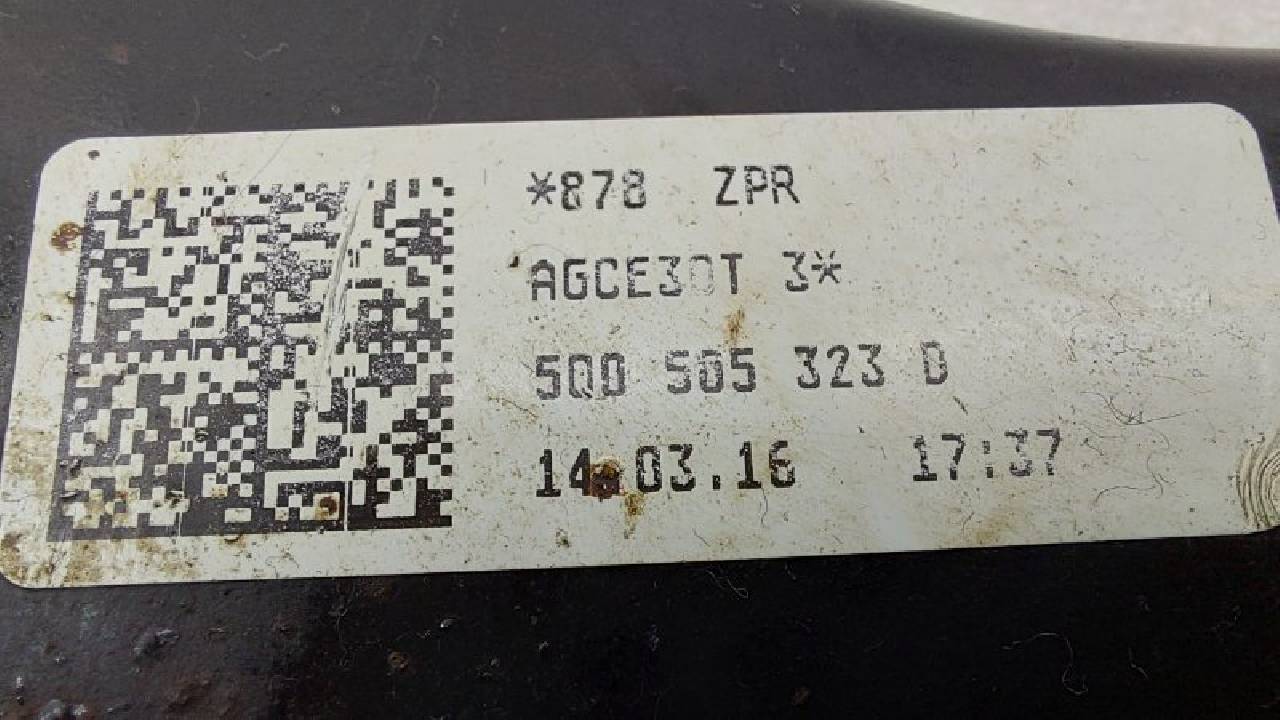 *878 ZPR
AGCE30T 3*
5Q0 505 323 D
14.03.16 17:37